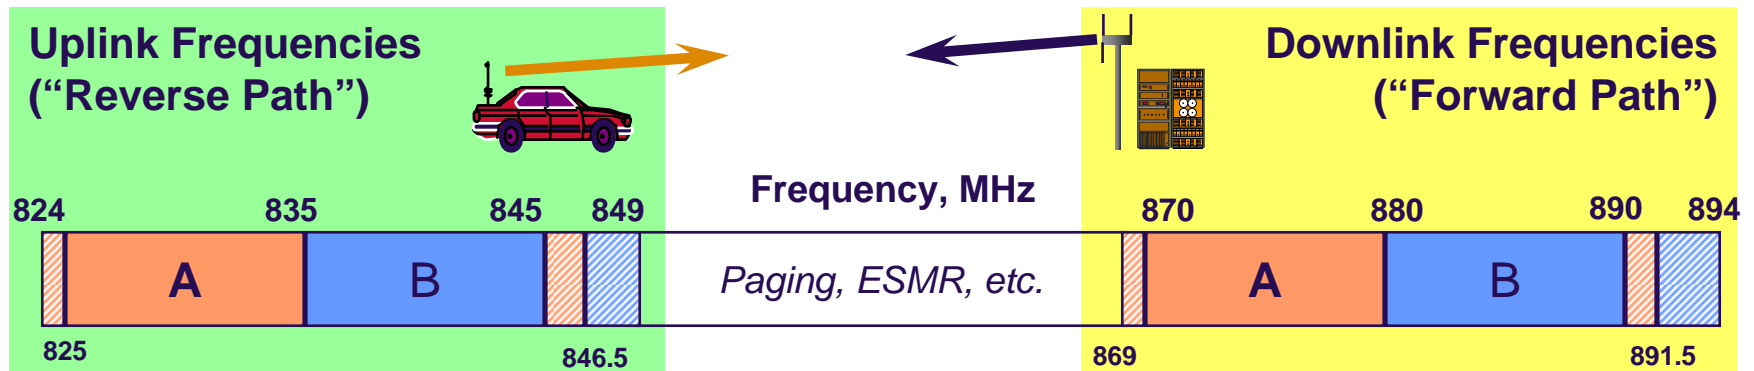 Uplink Frequencies
(“Reverse Path”)
Downlink Frequencies
(“Forward Path”)
Frequency, MHz
824 835 845 849 870 880 890 894
A B Paging, ESMR, etc. A B
825 846.5 869 891.5